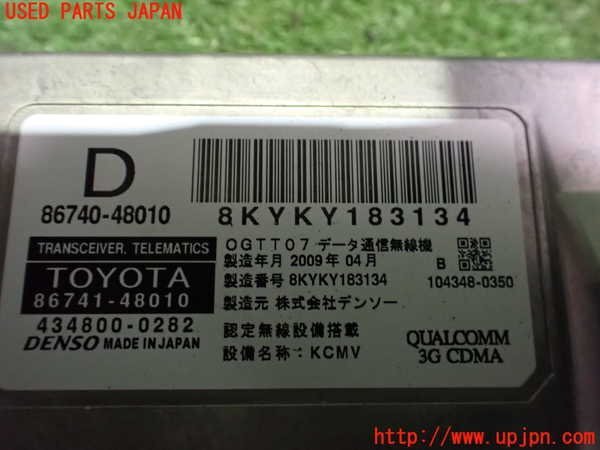 USED PARTS JAPAN
D
86740-48010
8KYKY183134
TRANSCEIVER, TELEMATICS
TOYOTA
86741-48010
434800-0282
DENSO MADE IN JAPAN
OGTT07 データ通信無線機
製造年月 2009年 04月
製造番号 8KYKY183134
製造元 株式会社デンソー
認定無線設備搭載
設備名称:KCMV
B
104348-0350
QUALCOMM
3G CDMA
http://www.upjpn.com/